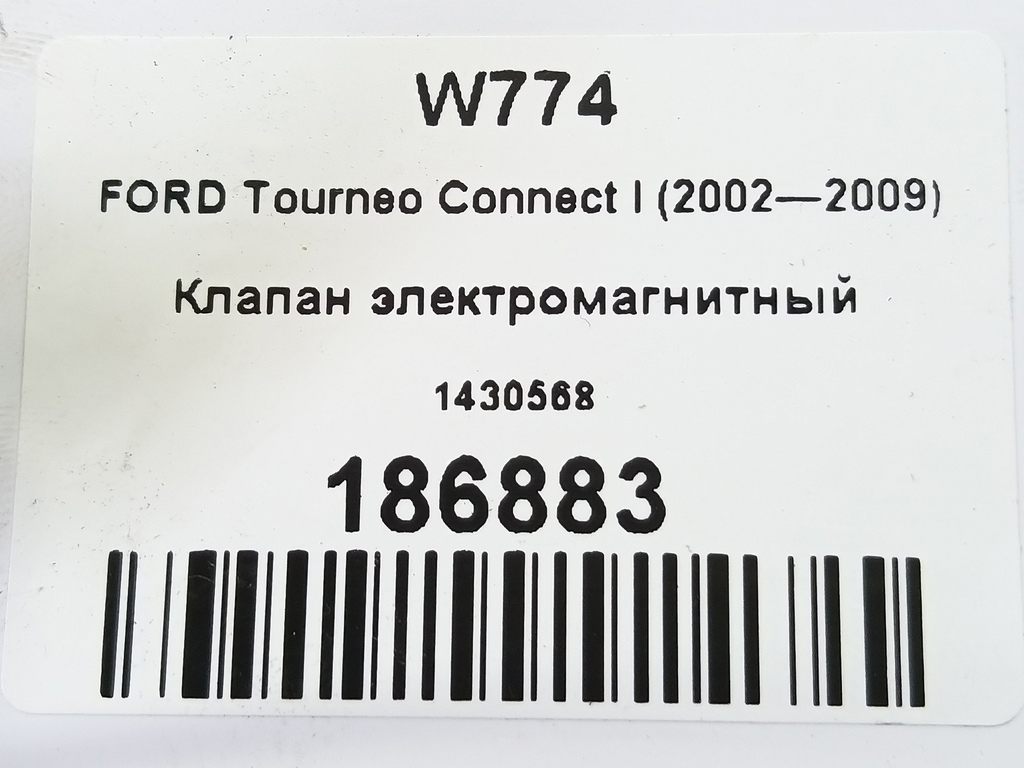 W774
FORD Tourneo Connect I (2002—2009)
Клапан электромагнитный
1430568
186883